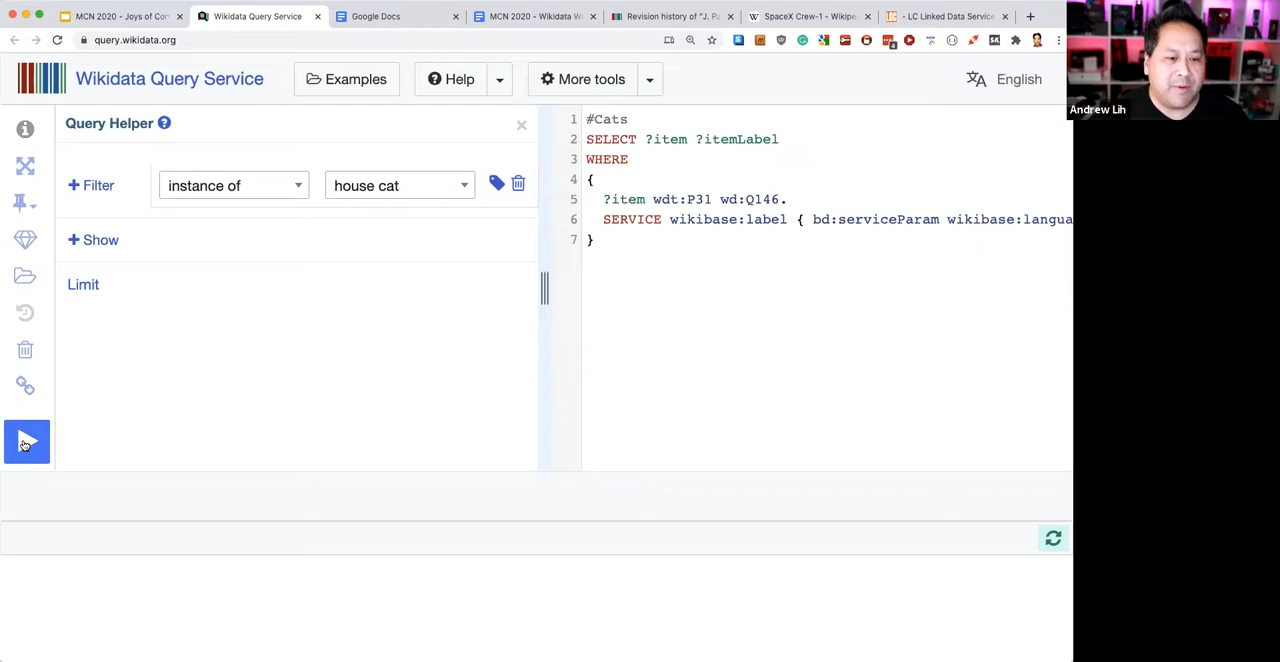 MCN 2020 - Joys of Con
Wikidata Query Service
Google Docs
MCN 2020 - Wikidata W
Revision history of "J. Pa
SpaceX Crew-1 - Wikipe
- LC Linked Data Service
query.wikidata.org
Wikidata Query Service
Examples
Help
More tools
English
Andrew Lih
Query Helper
+ Filter
instance of
house cat
+ Show
Limit
1 #Cats
2 SELECT ?item ?itemLabel
3 WHERE
4 {
5 ?item wdt:P31 wd:Q146.
6 SERVICE wikibase:label { bd:serviceParam wikibase:langua
7 }